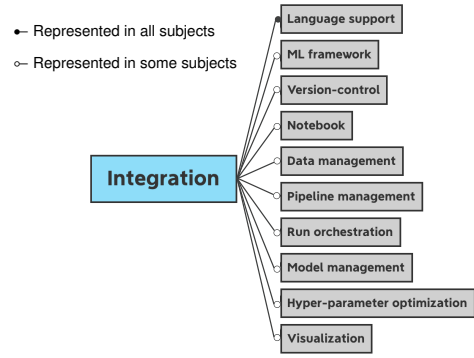 Represented in all subjects
Represented in some subjects
Integration
Language support
ML framework
Version-control
Notebook
Data management
Pipeline management
Run orchestration
Model management
Hyper-parameter optimization
Visualization